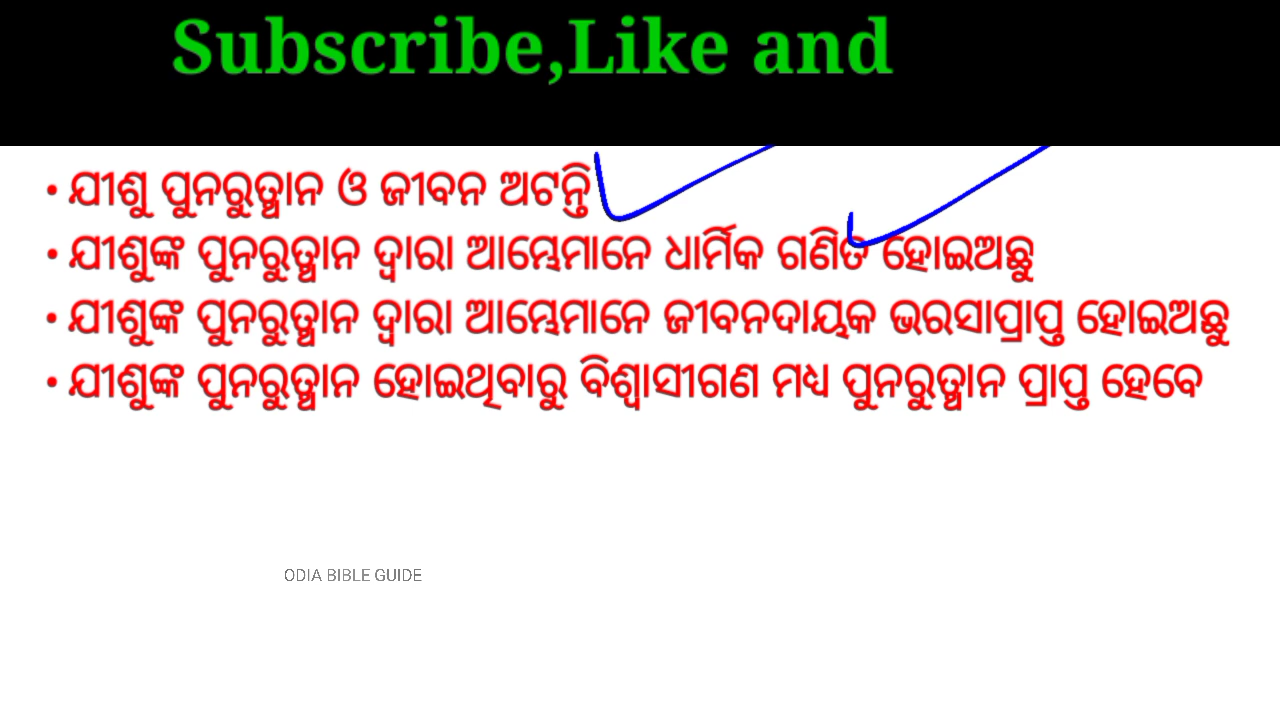 Subscribe,Like and
• ଯୀଶୁ ପୁନରୁତ୍ଥାନ ଓ ଜୀବନ ଅଟନ୍ତି
• ଯୀଶୁଙ୍କ ପୁନରୁତ୍ଥାନ ଦ୍ୱାରା ଆମ୍ଭେମାନେ ଧାର୍ମିକ ଗଣିତ ହୋଇଅଛୁ
• ଯୀଶୁଙ୍କ ପୁନରୁତ୍ଥାନ ଦ୍ୱାରା ଆମ୍ଭେମାନେ ଜୀବନଦାୟକ ଭରସାପ୍ରାପ୍ତ ହୋଇଅଛୁ
• ଯୀଶୁଙ୍କ ପୁନରୁତ୍ଥାନ ହୋଇଥିବାରୁ ବିଶ୍ୱାସୀଗଣ ମଧ୍ୟ ପୁନରୁତ୍ଥାନ ପ୍ରାପ୍ତ ହେବେ
ODIA BIBLE GUIDE